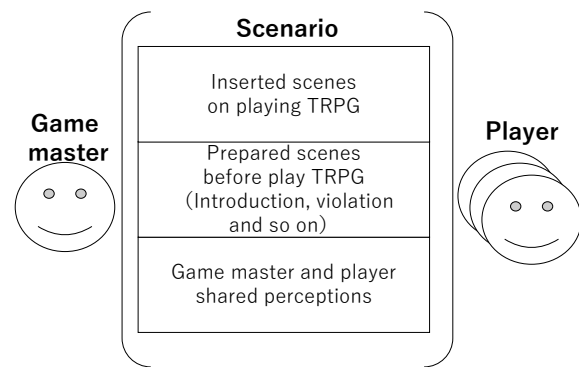 Scenario
Inserted scenes
on playing TRPG
Game
master
Prepared scenes
before play TRPG
(Introduction, violation
and so on)
Player
Game master and player
shared perceptions